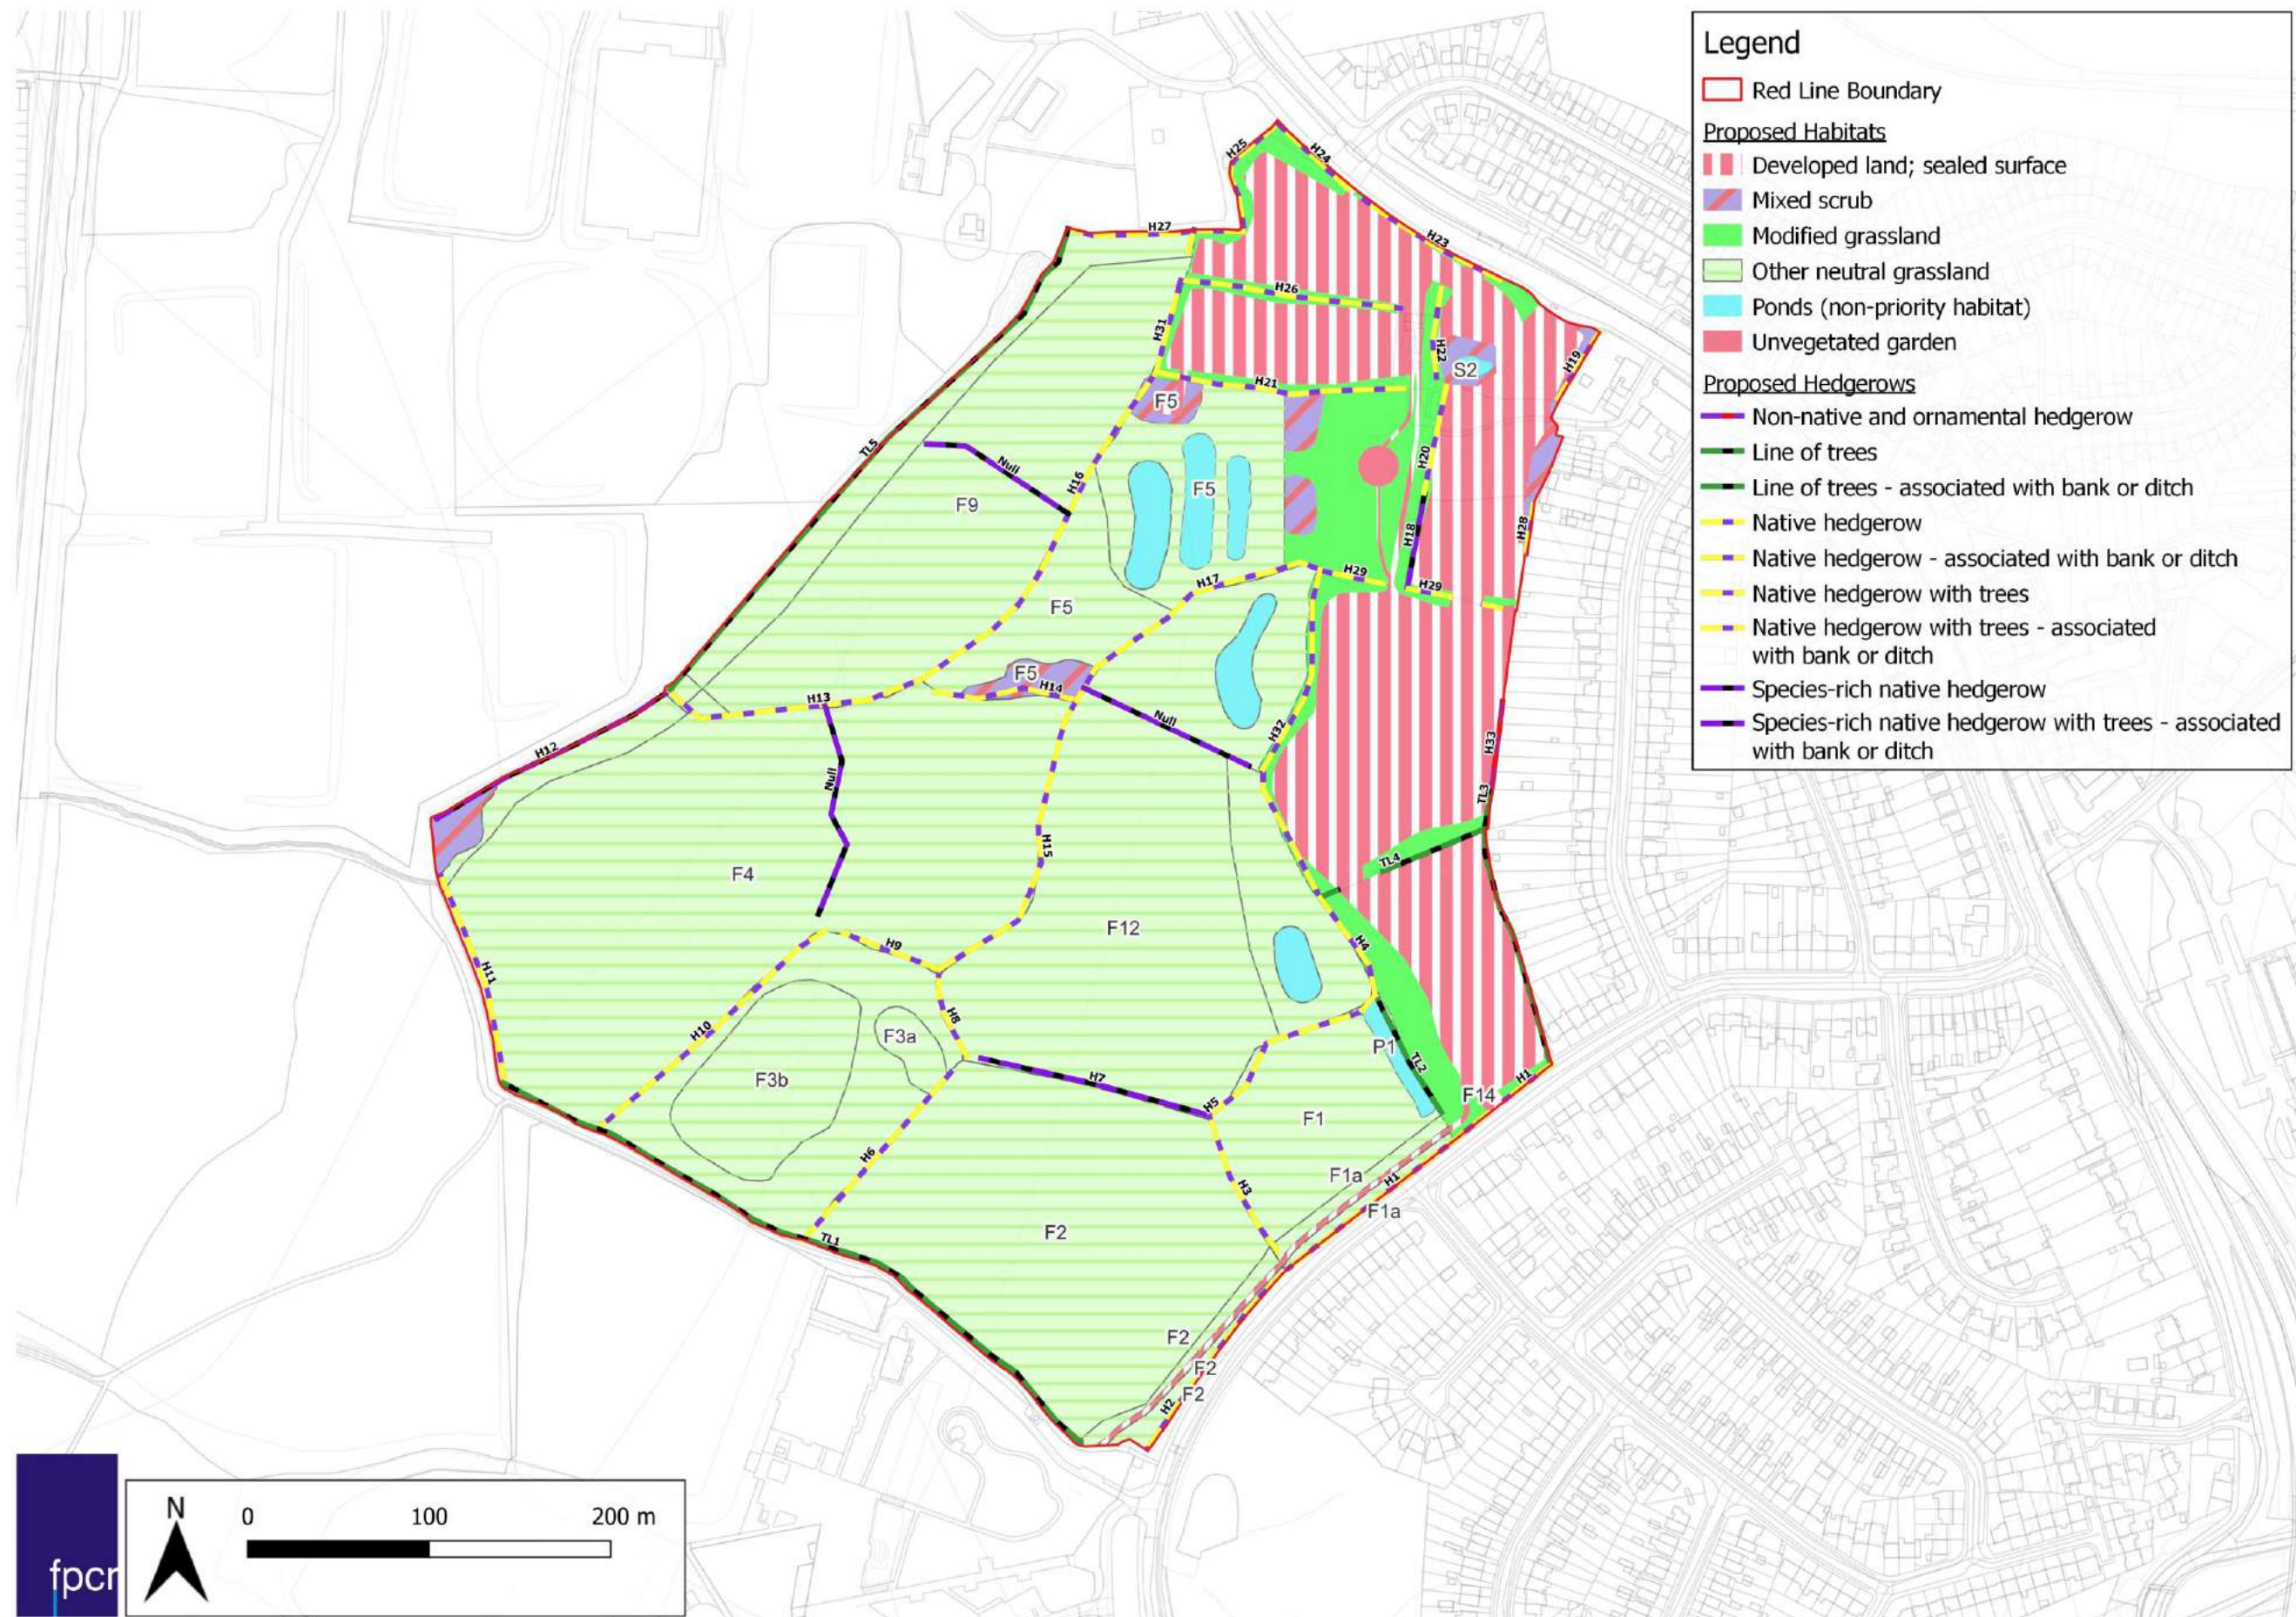 Legend
Red Line Boundary
Proposed Habitats
Developed land; sealed surface
Mixed scrub
Modified grassland
Other neutral grassland
Ponds (non-priority habitat)
Unvegetated garden
Proposed Hedgerows
Non-native and ornamental hedgerow
Line of trees
Line of trees - associated with bank or ditch
Native hedgerow
Native hedgerow - associated with bank or ditch
Native hedgerow with trees
Native hedgerow with trees - associated
with bank or ditch
Species-rich native hedgerow
Species-rich native hedgerow with trees - associated
with bank or ditch
H25
H24
H27
H23
H26
H31
H22
H19
S2
H21
F5
TL5
Null
H16
H20
F5
F9
H18
H28
H29
H17
H29
F5
F5
H14
H13
Null
H32
H33
H12
Null
TL3
H15
TL4
F4
F12
H9
H4
H11
H8
H10
F3a
P1
TL2
F3b
H7
H1
F14
H5
F1
H6
F1a
H1
H3
F1a
F2
TL1
F2
F2
F2
H2
fpcr
N
0 100 200 m